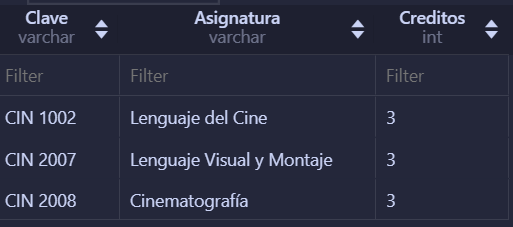 Clave Asignatura Creditos
varchar varchar int
Filter Filter Filter
CIN 1002 Lenguaje del Cine 3
CIN 2007 Lenguaje Visual y Montaje 3
CIN 2008 Cinematografía 3